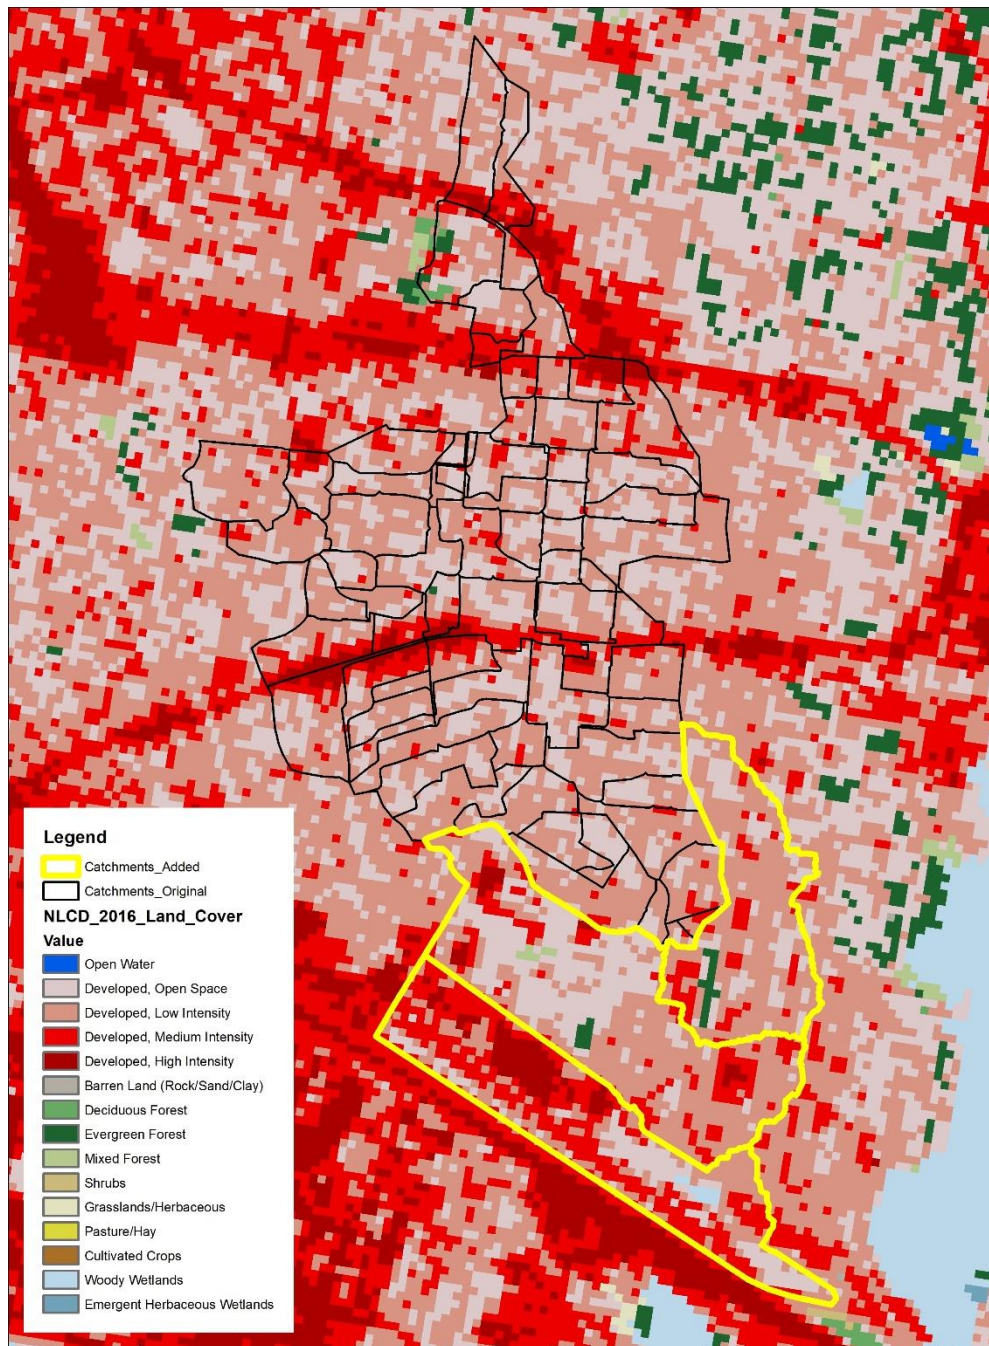 Legend
Catchments_Added
Catchments_Original
NLCD_2016_Land_Cover
Value
Open Water
Developed, Open Space
Developed, Low Intensity
Developed, Medium Intensity
Developed, High Intensity
Barren Land (Rock/Sand/Clay)
Deciduous Forest
Evergreen Forest
Mixed Forest
Shrubs
Grasslands/Herbaceous
Pasture/Hay
Cultivated Crops
Woody Wetlands
Emergent Herbaceous Wetlands